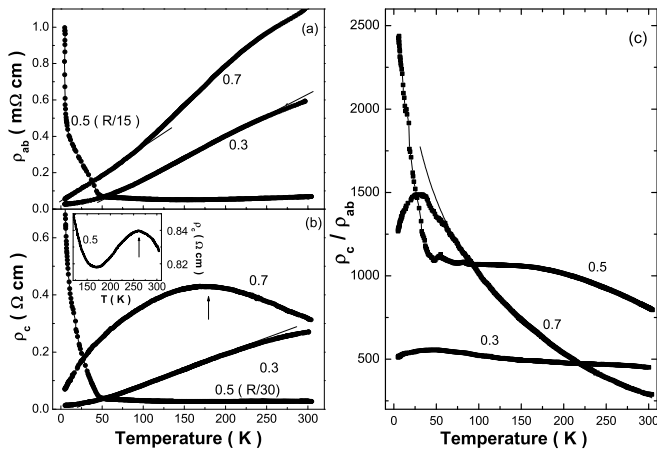 (a)
1.0
0.8
0.6
0.4
0.2
0.0
ρab ( mΩ cm )
0.7
0.3
0.5 ( R/15 )
(b)
0.6
0.4
0.2
0.0
ρc ( Ω cm )
0.5
0.84
0.82
ρc ( Ω cm )
150 200 250 300
T ( K )
0.7
0.3
0.5 ( R/30 )
0 50 100 150 200 250 300
Temperature ( K )
(c)
2500
2000
1500
1000
500
ρc / ρab
0.5
0.7
0.3
0 50 100 150 200 250 300
Temperature ( K )